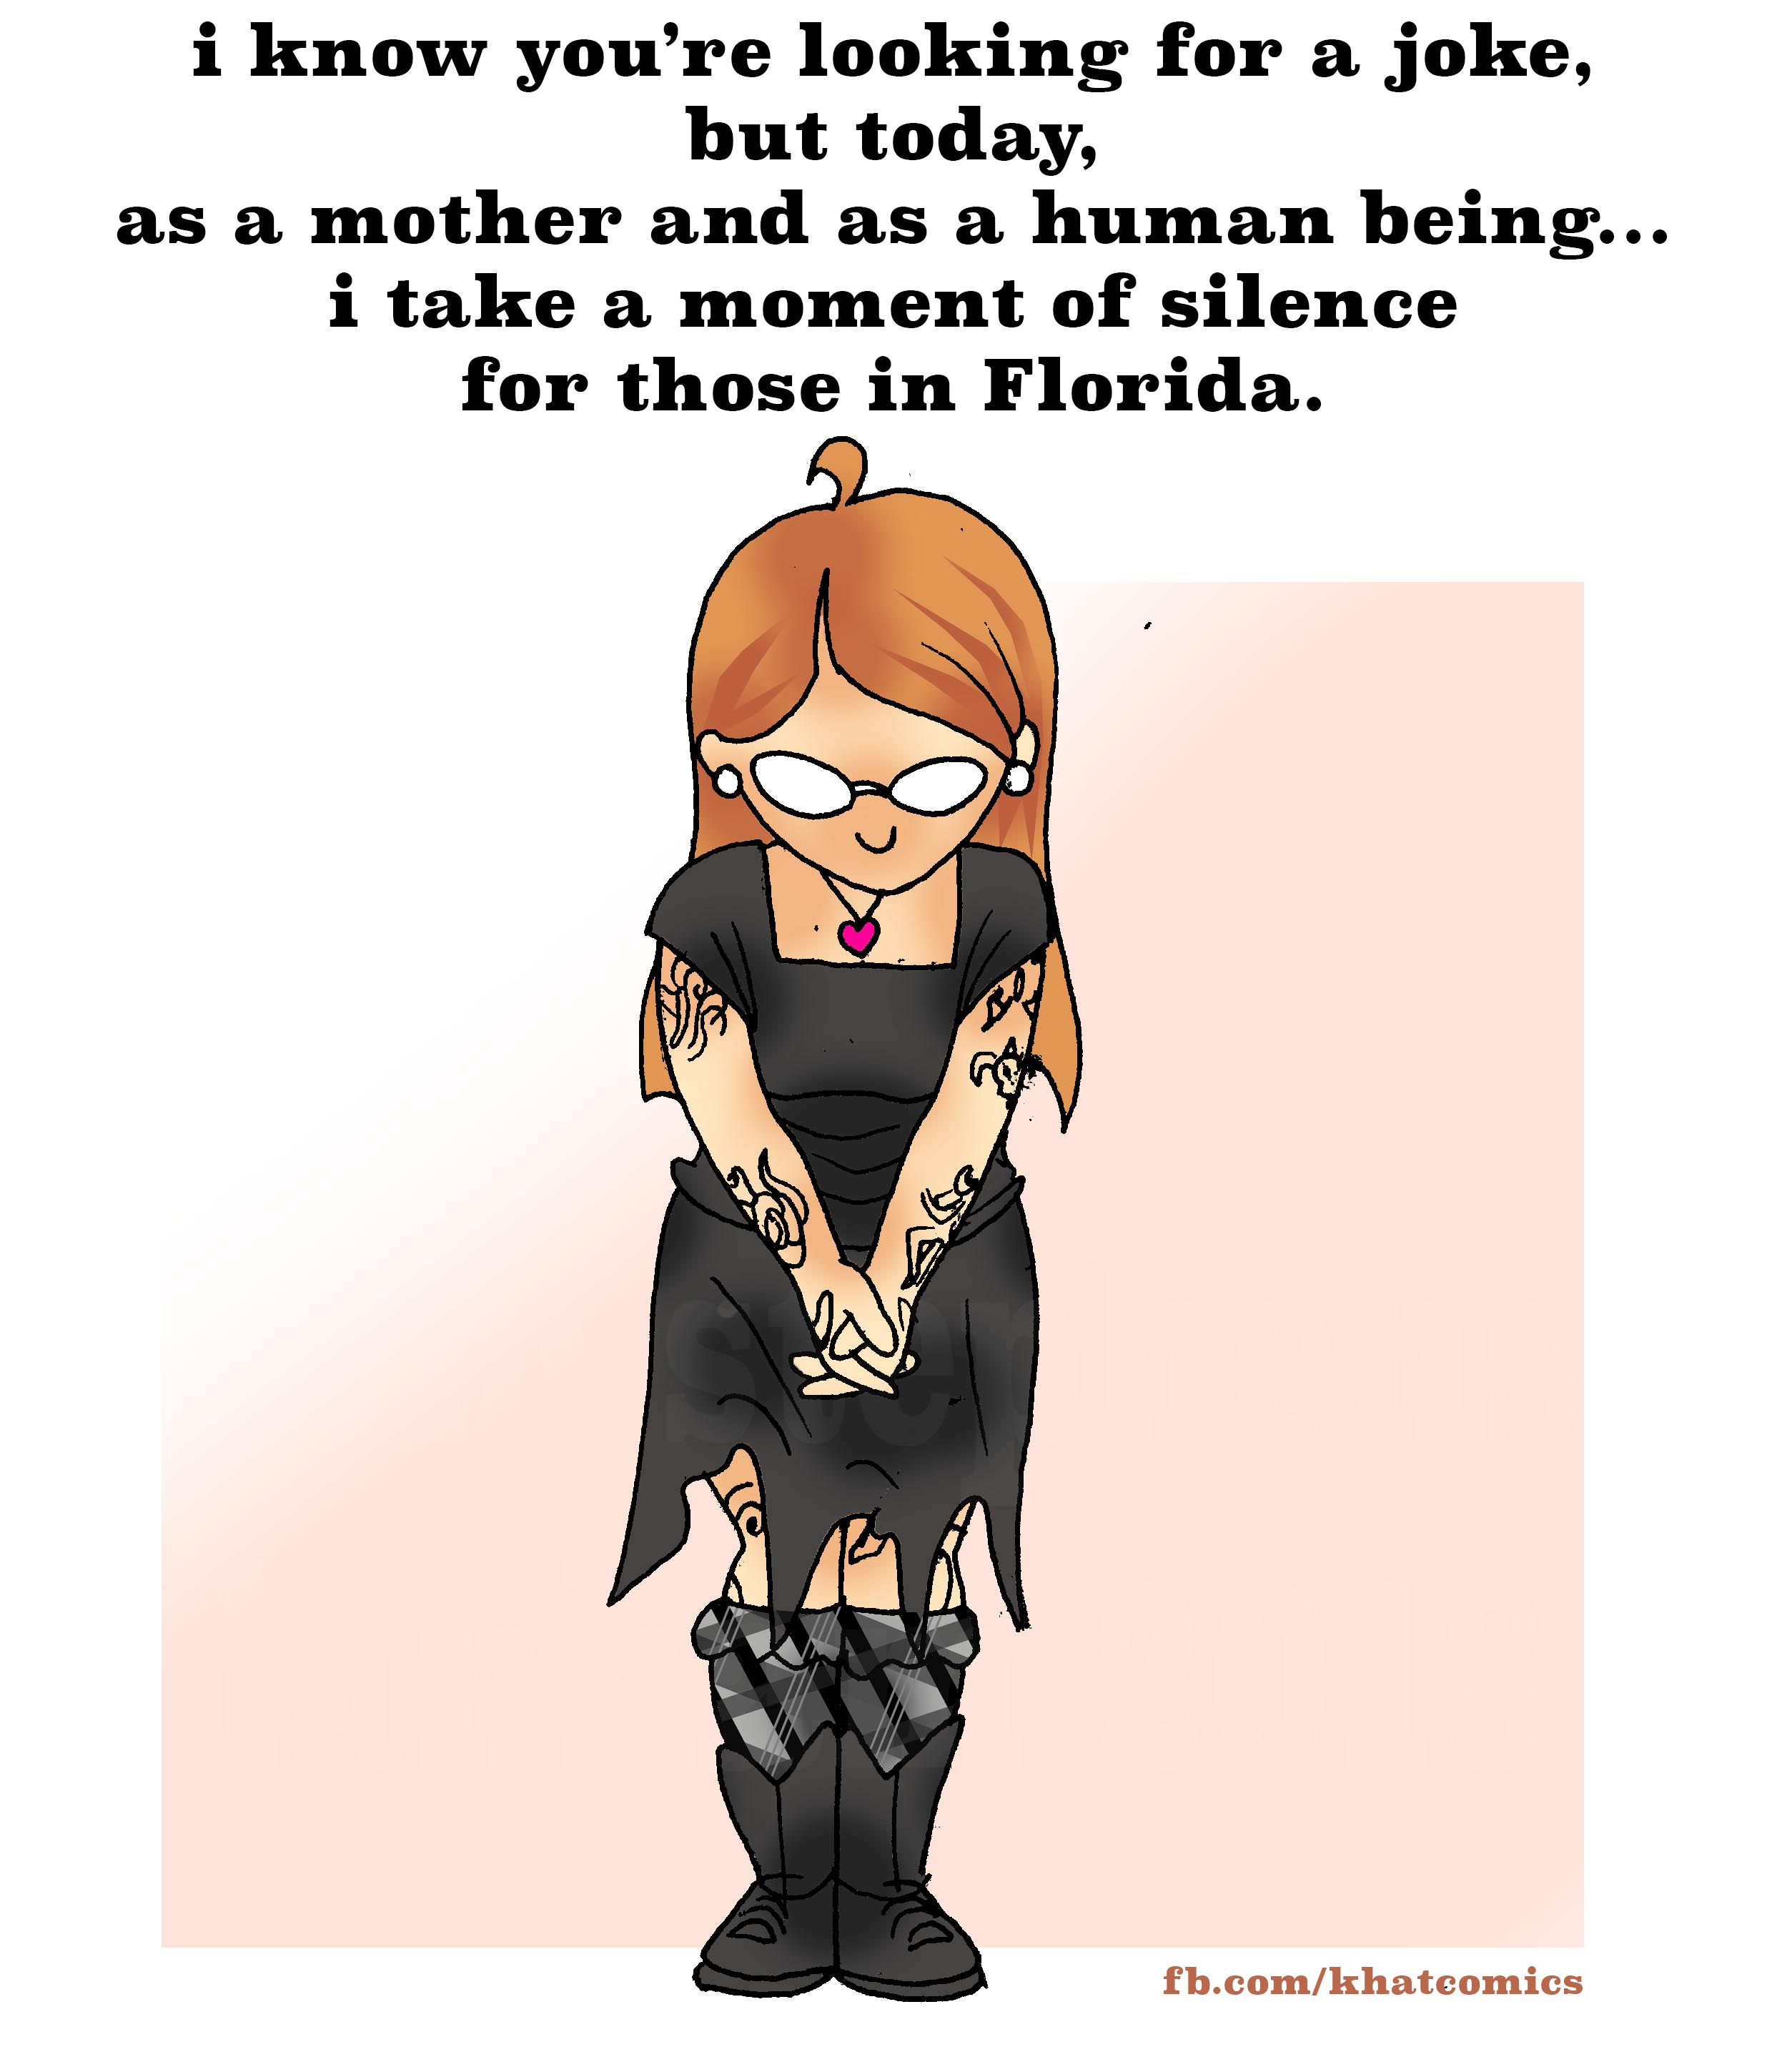 i know you’re looking for a joke,
but today,
as a mother and as a human being...
i take a moment of silence
for those in Florida.
fb.com/khatcomics